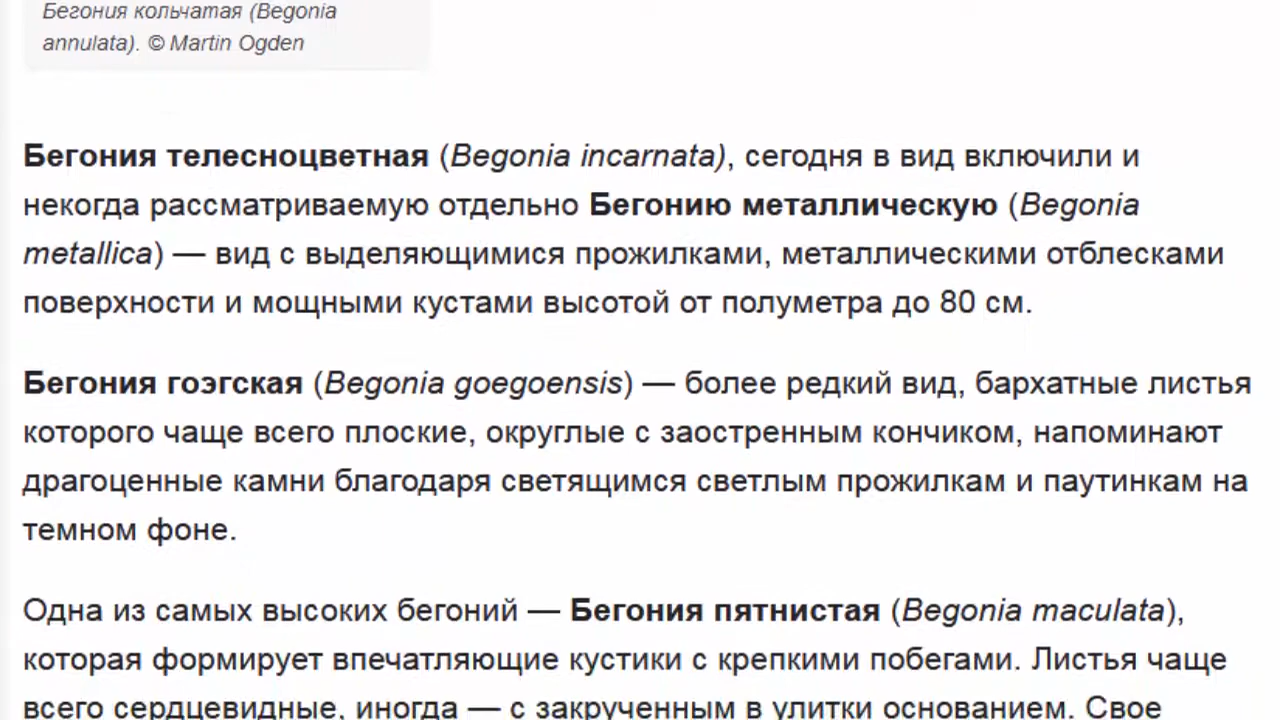 Бегония кольчатая (Begonia
annulata). © Martin Ogden
Бегония телесноцветная (Begonia incarnata), сегодня в вид включили и
некогда рассматриваемую отдельно Бегонию металлическую (Begonia
metallica) — вид с выделяющимися прожилками, металлическими отблесками
поверхности и мощными кустами высотой от полуметра до 80 см.
Бегония гоэгская (Begonia goegoensis) — более редкий вид, бархатные листья
которого чаще всего плоские, округлые с заостренным кончиком, напоминают
драгоценные камни благодаря светящимся светлым прожилкам и паутинкам на
темном фоне.
Одна из самых высоких бегоний — Бегония пятнистая (Begonia maculata),
которая формирует впечатляющие кустики с крепкими побегами. Листья чаще
всего сердцевидные, иногда — с закрученным в улитки основанием. Свое